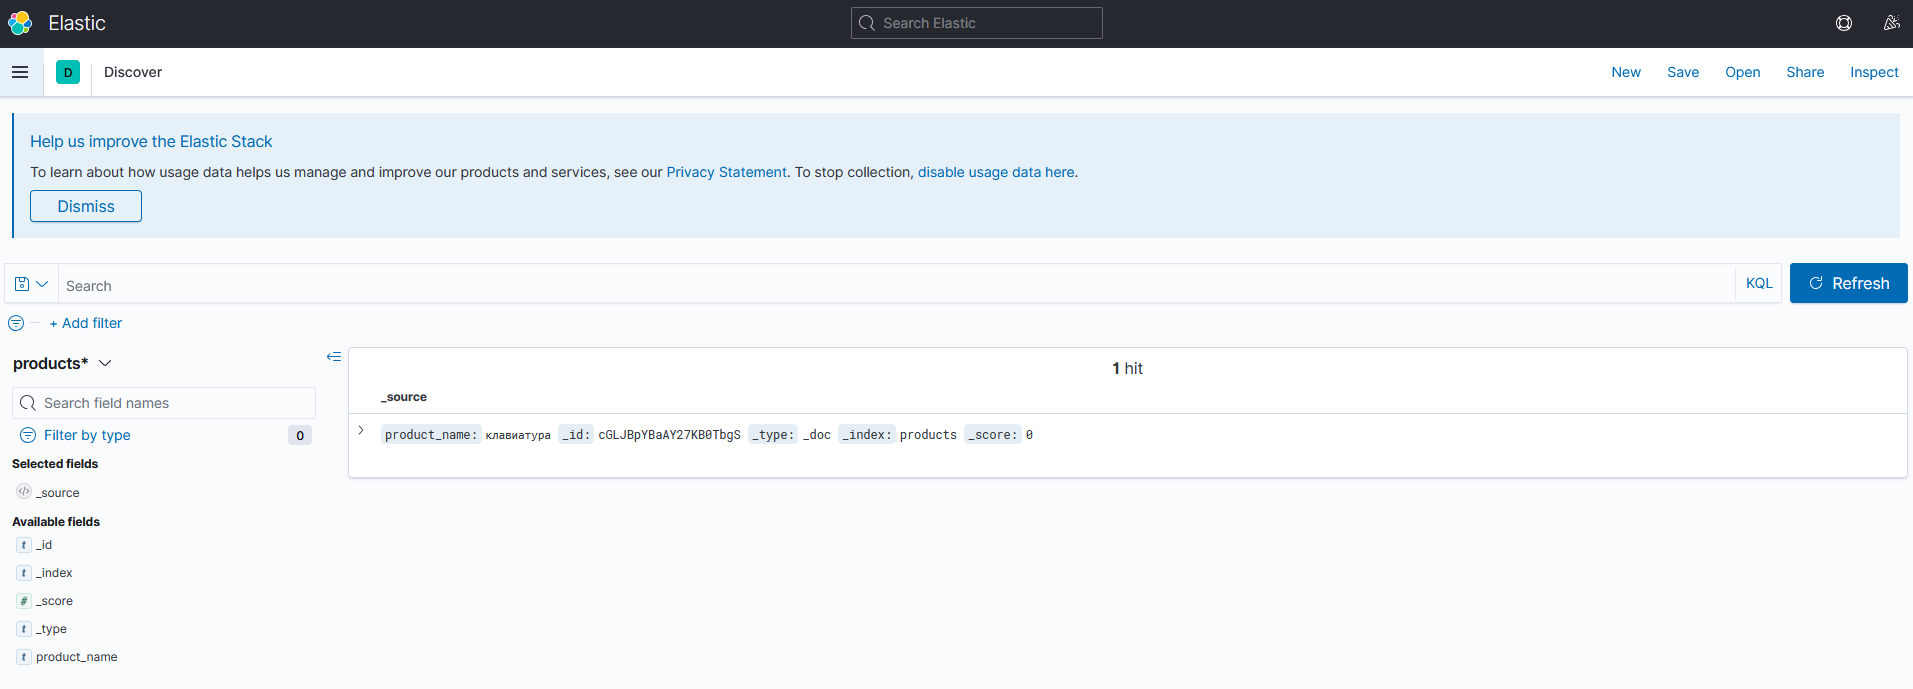 Elastic
Search Elastic
D
Discover
New Save Open Share Inspect
Help us improve the Elastic Stack
To learn about how usage data helps us manage and improve our products and services, see our Privacy Statement. To stop collection, disable usage data here.
Dismiss
Search
KQL
Refresh
+ Add filter
products*
Search field names
Filter by type 0
Selected fields
_source
Available fields
t _id
t _index
# _score
t _type
t product_name
1 hit
_source
product_name: клавиатура _id: cGLJBpYBaAY27KB0TbgS _type: _doc _index: products _score: 0